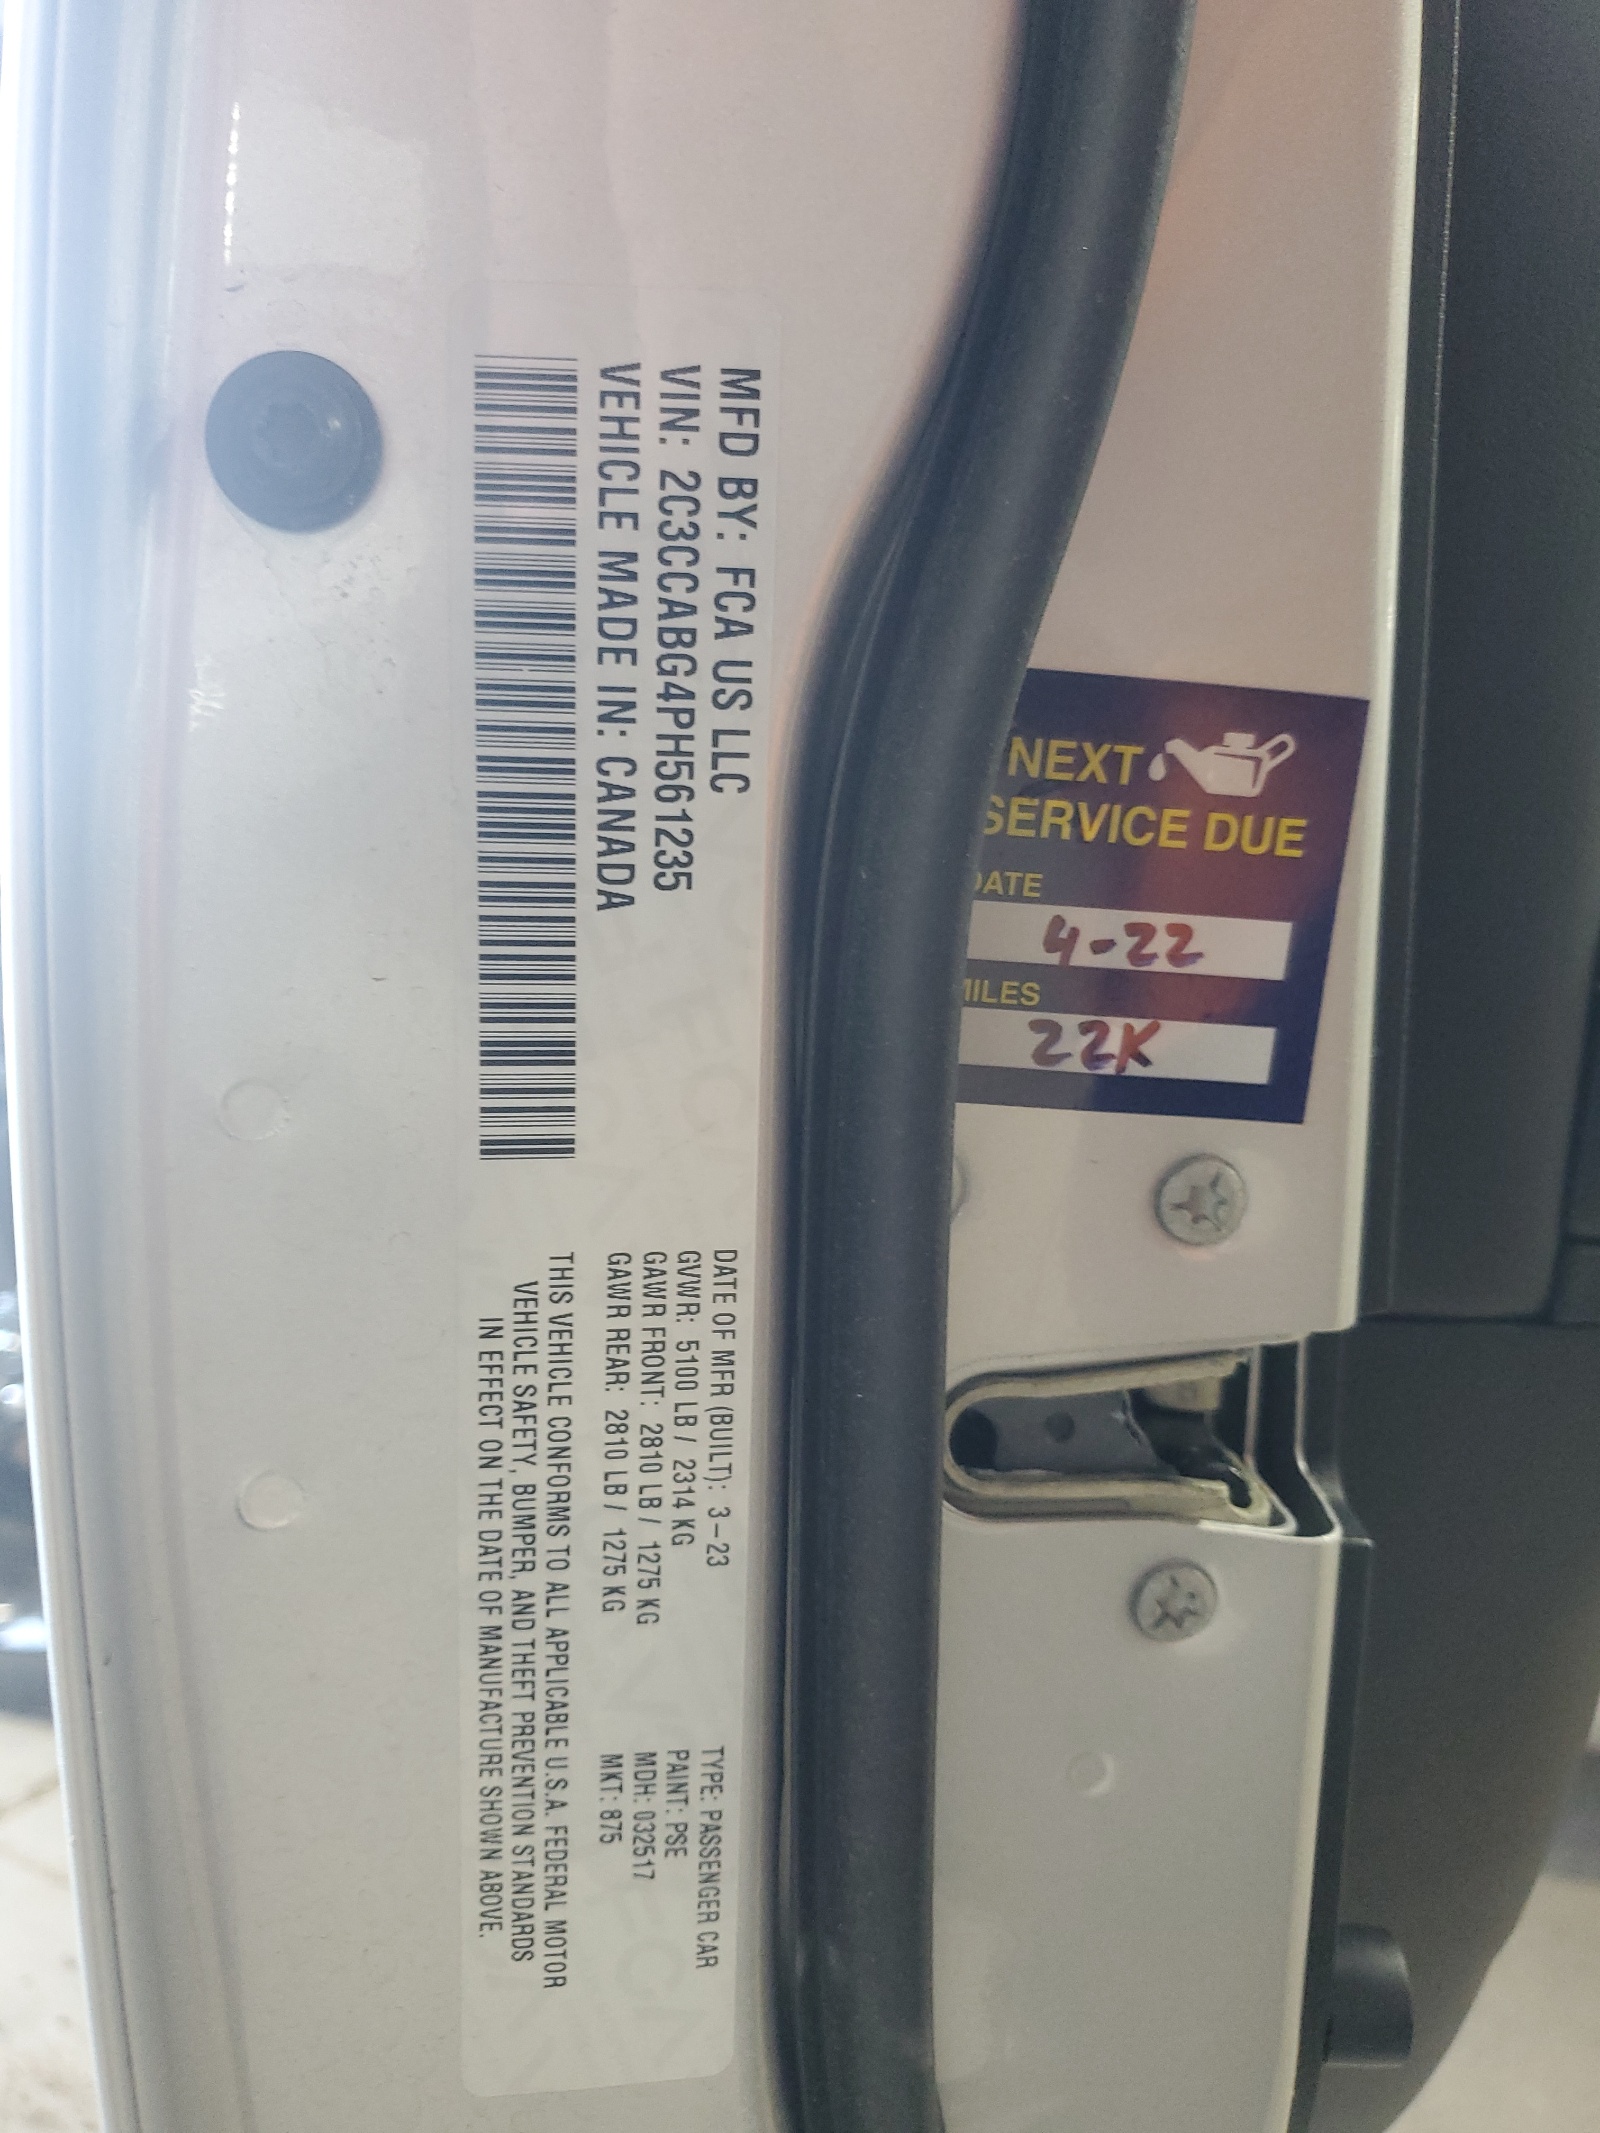 MFD BY: FCA US LLC
VIN: 2C3CCABG4PH561235
VEHICLE MADE IN: CANADA
DATE OF MFR (BUILT): 3-23
GVWR: 5100 LB / 2314 KG
GAWR FRONT: 2810 LB / 1275 KG
GAWR REAR: 2810 LB / 1275 KG
TYPE: PASSENGER CAR
PAINT: PSE
MDH: 032517
MKT: 875
THIS VEHICLE CONFORMS TO ALL APPLICABLE U.S.A. FEDERAL MOTOR
VEHICLE SAFETY, BUMPER, AND THEFT PREVENTION STANDARDS
IN EFFECT ON THE DATE OF MANUFACTURE SHOWN ABOVE.
NEXT
SERVICE DUE
DATE
4-22
MILES
22K